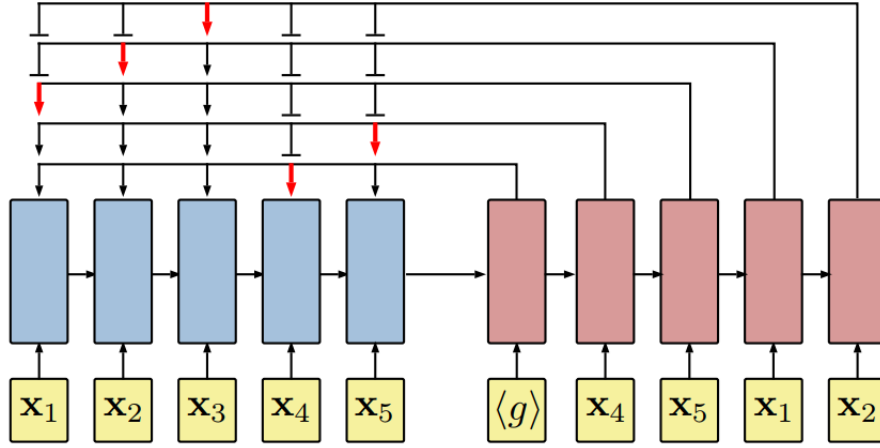 x₁ x₂ x₃ x₄ x₅ ⟨g⟩ x₄ x₅ x₁ x₂